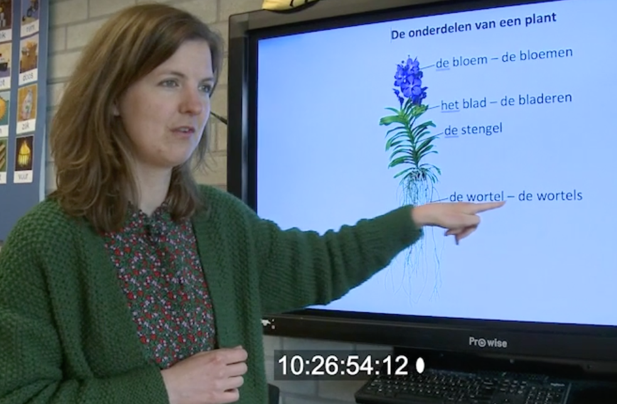 De onderdelen van een plant
de bloem – de bloemen
het blad – de bladeren
de stengel
de wortel – de wortels
Prowise
10:26:54:12